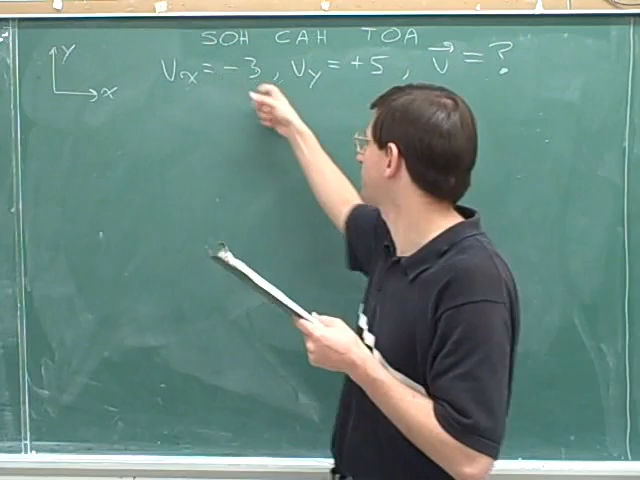 SOH CAH TOA
Y
Vx = -3, Vy = +5, v⃗ = ?
x